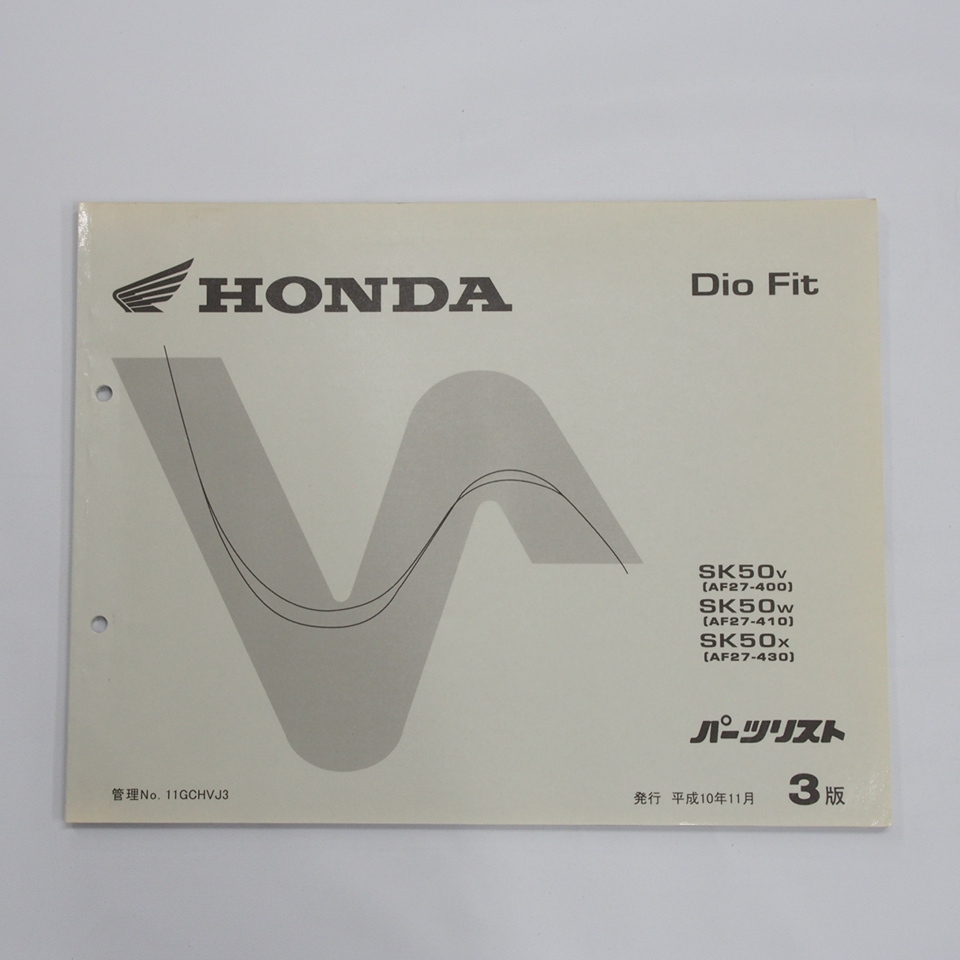 HONDA
Dio Fit
SK50V
(AF27-400)
SK50W
(AF27-410)
SK50X
(AF27-430)
パーツリスト
管理No. 11GCHVJ3
発行 平成10年11月 3版